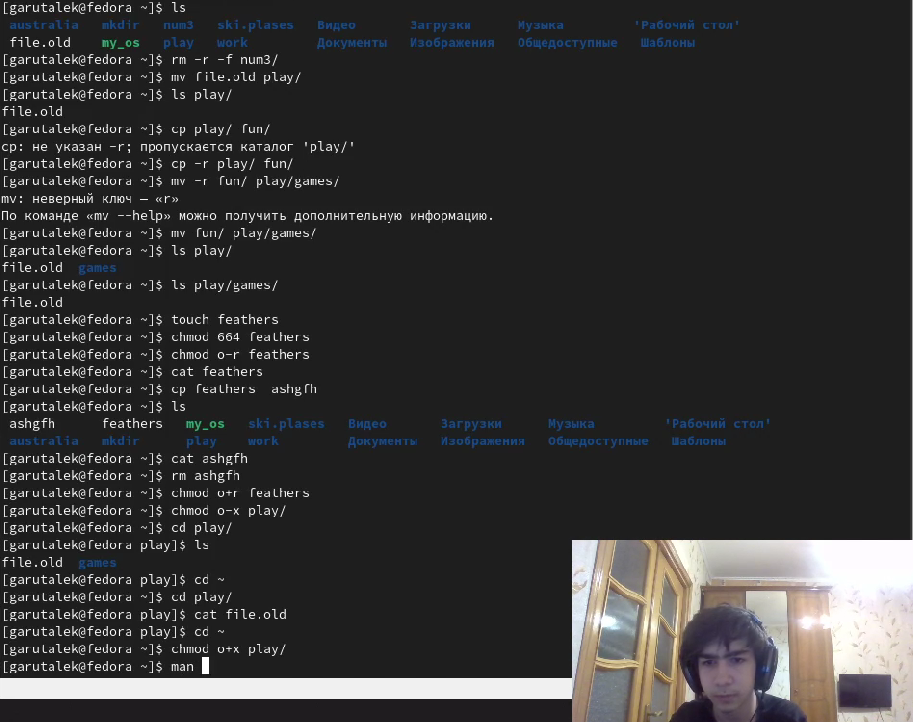 [garutalek@fedora ~]$ ls
australia mkdir num3 ski.plases Видео Загрузки Музыка 'Рабочий стол'
file.old my_os play work Документы Изображения Общедоступные Шаблоны
[garutalek@fedora ~]$ rm -r -f num3/
[garutalek@fedora ~]$ mv file.old play/
[garutalek@fedora ~]$ ls play/
file.old
[garutalek@fedora ~]$ cp play/ fun/
cp: не указан -r; пропускается каталог 'play/'
[garutalek@fedora ~]$ cp -r play/ fun/
[garutalek@fedora ~]$ mv -r fun/ play/games/
mv: неверный ключ — «r»
По команде «mv --help» можно получить дополнительную информацию.
[garutalek@fedora ~]$ mv fun/ play/games/
[garutalek@fedora ~]$ ls play/
file.old games
[garutalek@fedora ~]$ ls play/games/
file.old
[garutalek@fedora ~]$ touch feathers
[garutalek@fedora ~]$ chmod 664 feathers
[garutalek@fedora ~]$ chmod o-r feathers
[garutalek@fedora ~]$ cat feathers
[garutalek@fedora ~]$ cp feathers ashgfh
[garutalek@fedora ~]$ ls
ashgfh feathers my_os ski.plases Видео Загрузки Музыка 'Рабочий стол'
australia mkdir play work Документы Изображения Общедоступные Шаблоны
[garutalek@fedora ~]$ cat ashgfh
[garutalek@fedora ~]$ rm ashgfh
[garutalek@fedora ~]$ chmod o+r feathers
[garutalek@fedora ~]$ chmod o-x play/
[garutalek@fedora ~]$ cd play/
[garutalek@fedora play]$ ls
file.old games
[garutalek@fedora play]$ cd ~
[garutalek@fedora ~]$ cd play/
[garutalek@fedora play]$ cat file.old
[garutalek@fedora play]$ cd ~
[garutalek@fedora ~]$ chmod o+x play/
[garutalek@fedora ~]$ man